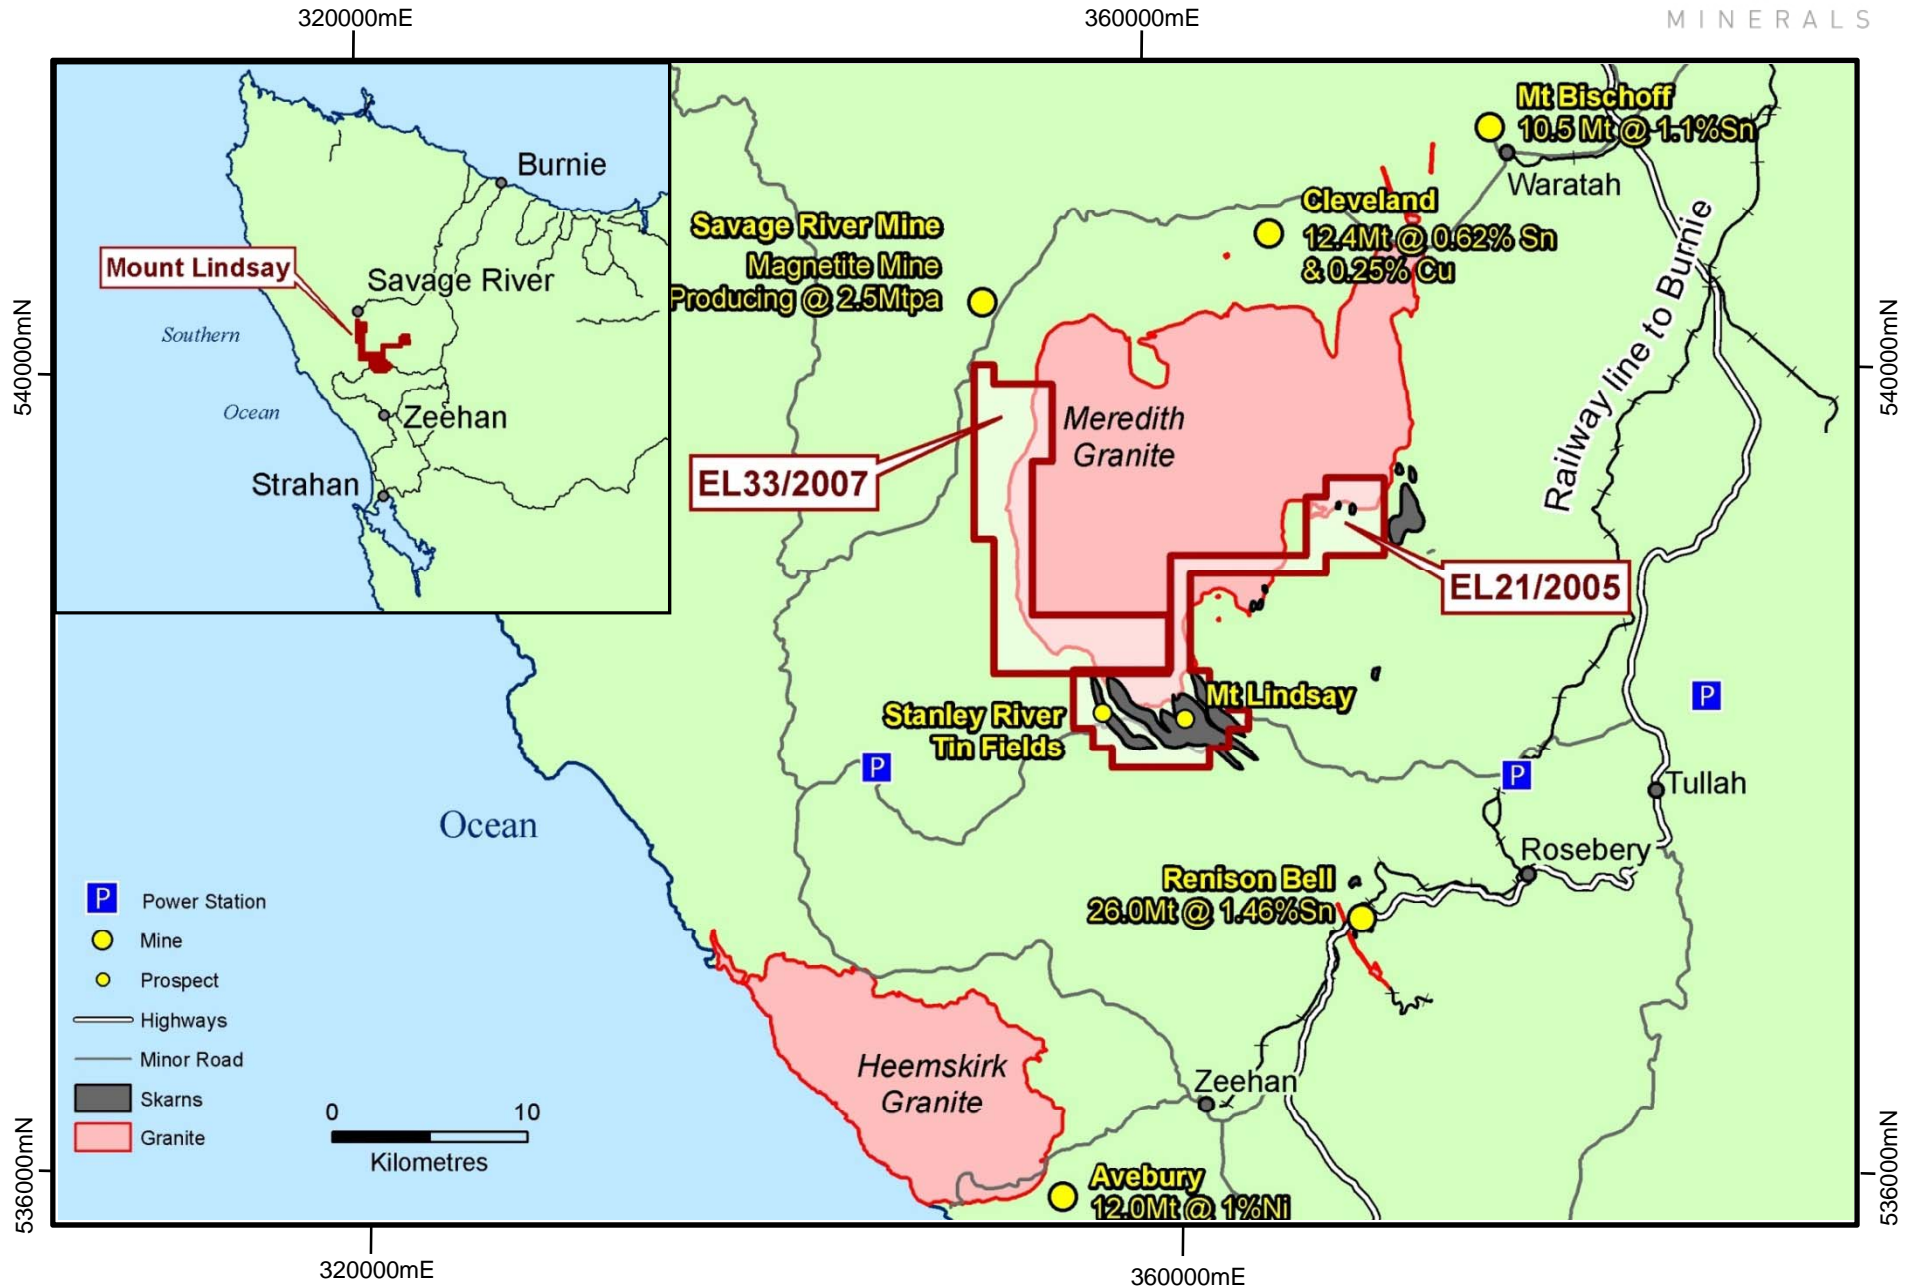 320000mE
360000mE
MINERALS
Mt Bischoff
10.5 Mt @ 1.1%Sn
Waratah
Burnie
Cleveland
12.4Mt @ 0.62% Sn
& 0.25% Cu
Savage River Mine
Magnetite Mine
Producing @ 2.5Mtpa
Mount Lindsay
Savage River
Southern
Ocean
Zeehan
Strahan
Railway line to Burnie
5400000mN
5400000mN
Meredith
Granite
EL33/2007
EL21/2005
Mt Lindsay
Stanley River
Tin Fields
P
P
P
Tullah
Ocean
Rosebery
Renison Bell
26.0Mt @ 1.46%Sn
P Power Station
Mine
Prospect
Highways
Minor Road
Skarns
Granite
0 10
Kilometres
Heemskirk
Granite
Zeehan
Avebury
12.0Mt @ 1%Ni
5360000mN
5360000mN
320000mE
360000mE